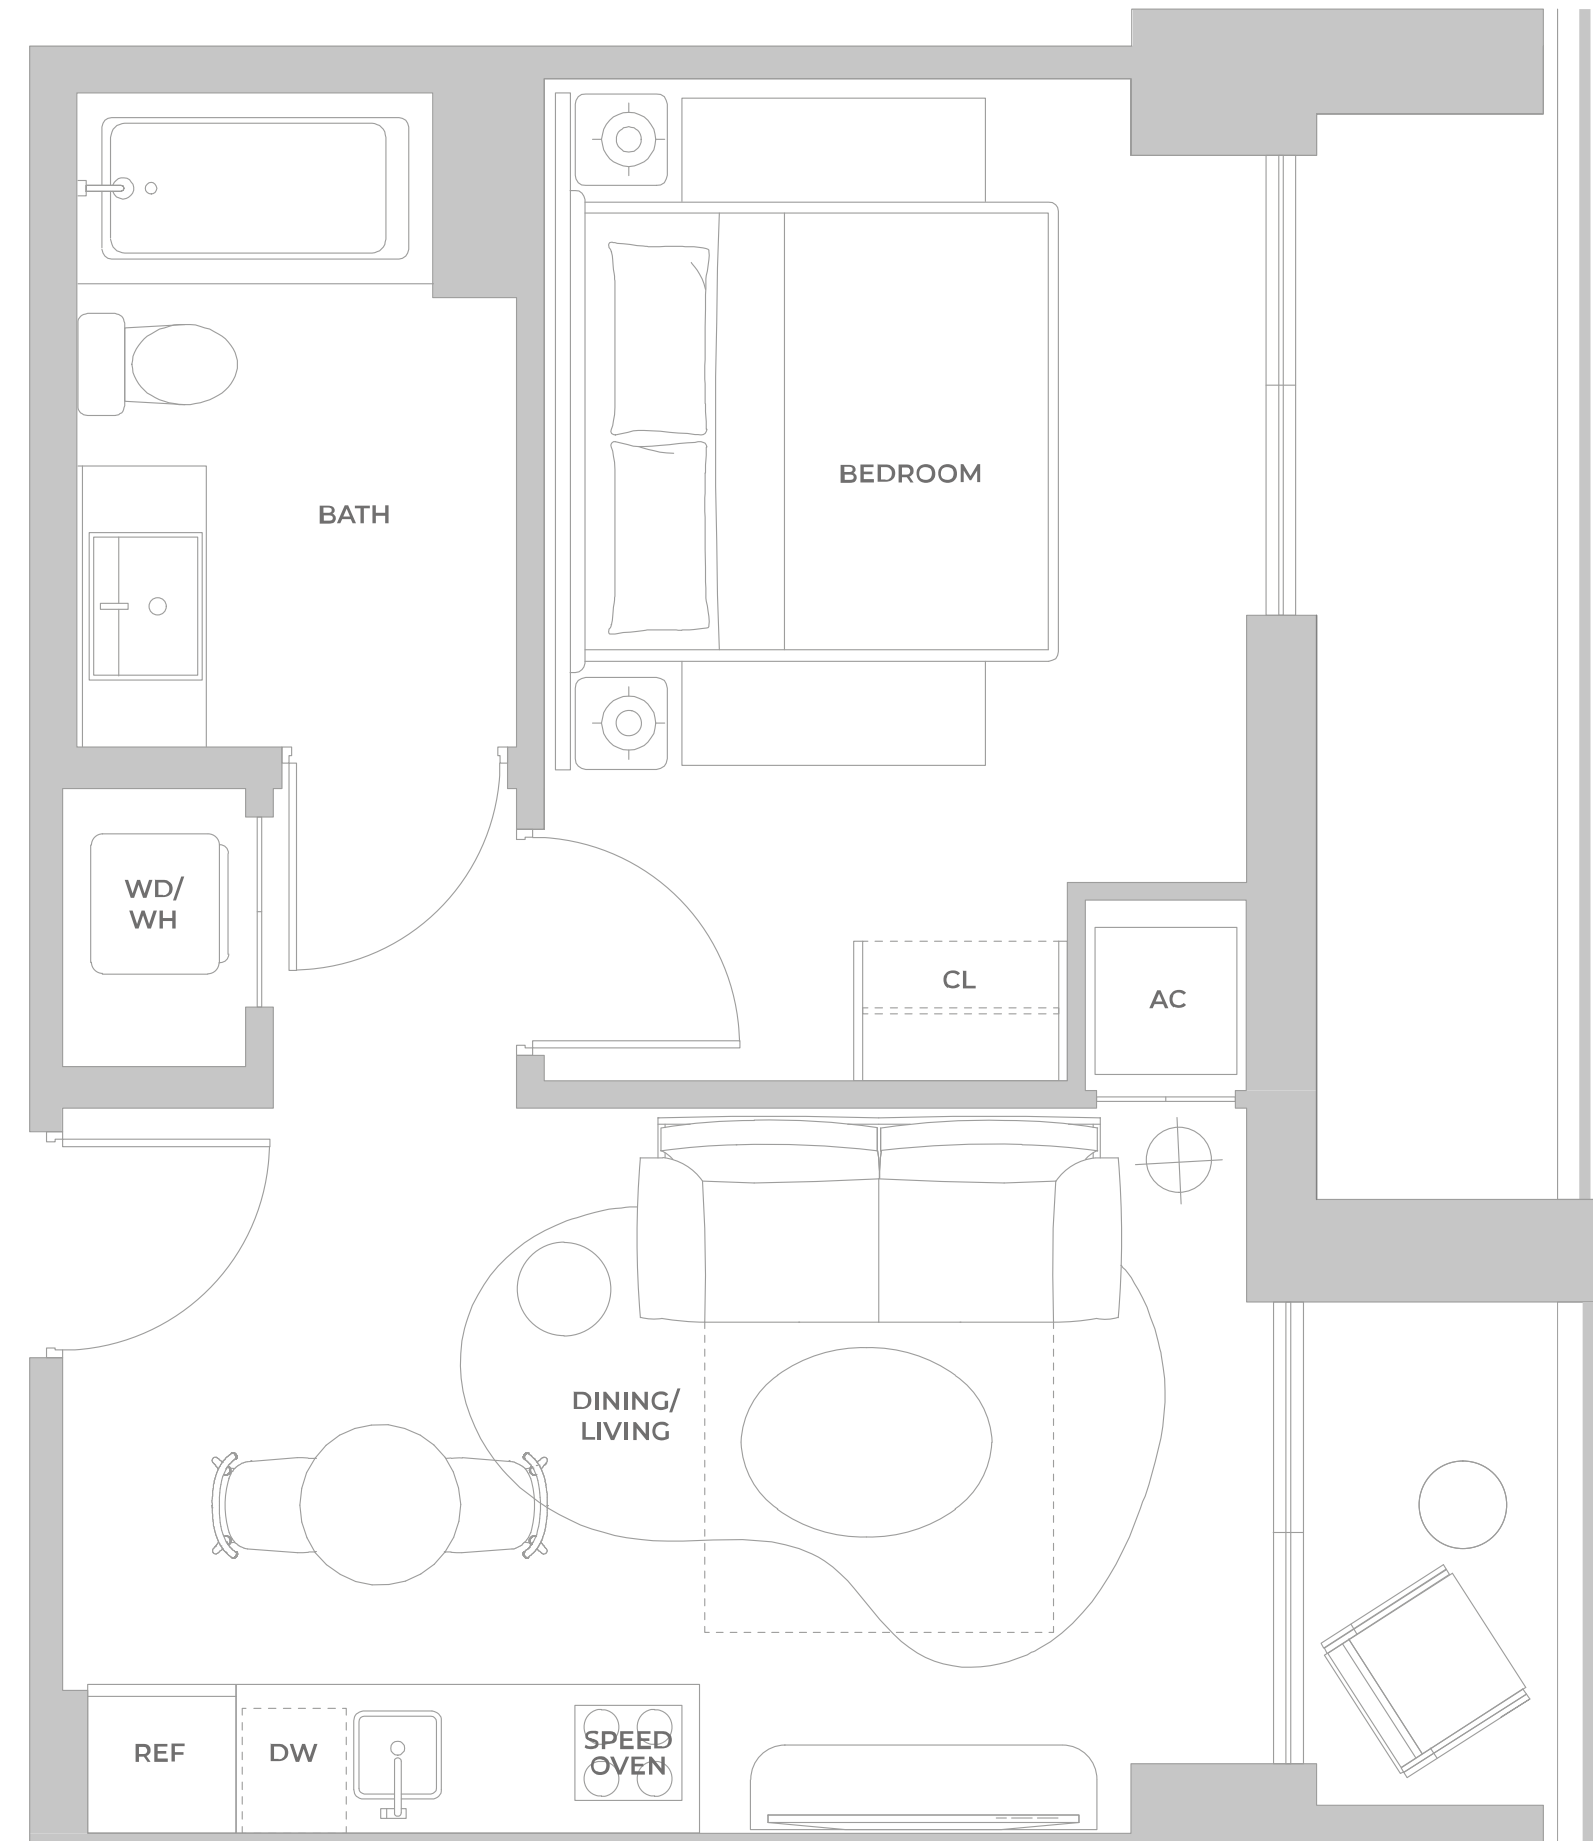 BEDROOM
BATH
WD/
WH
CL
AC
DINING/
LIVING
REF
DW
SPEED
OVEN